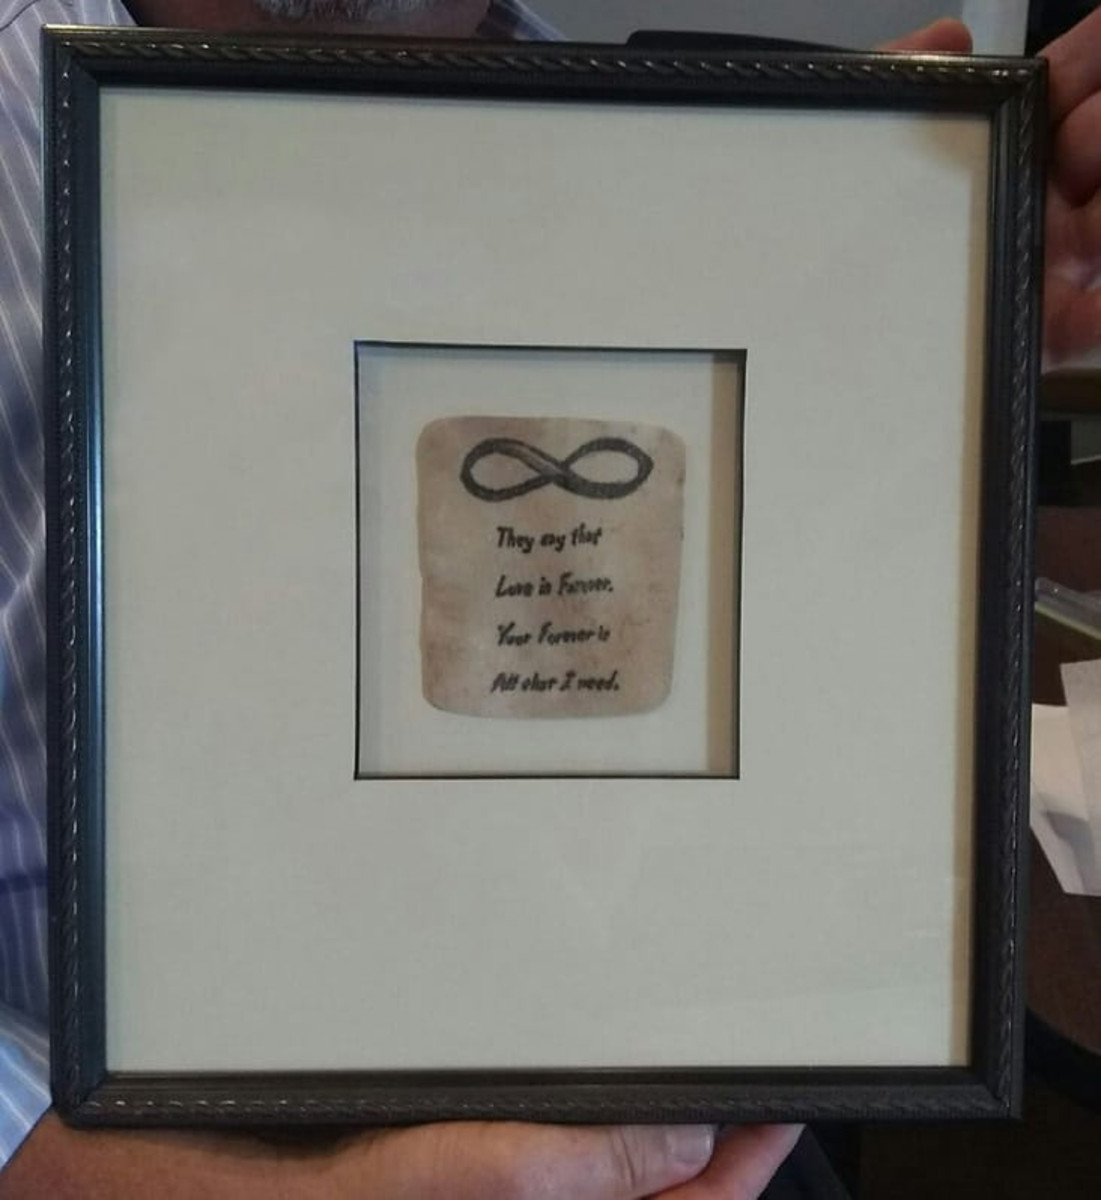 They say that
Love is Forever.
Your Forever is
All that I need.